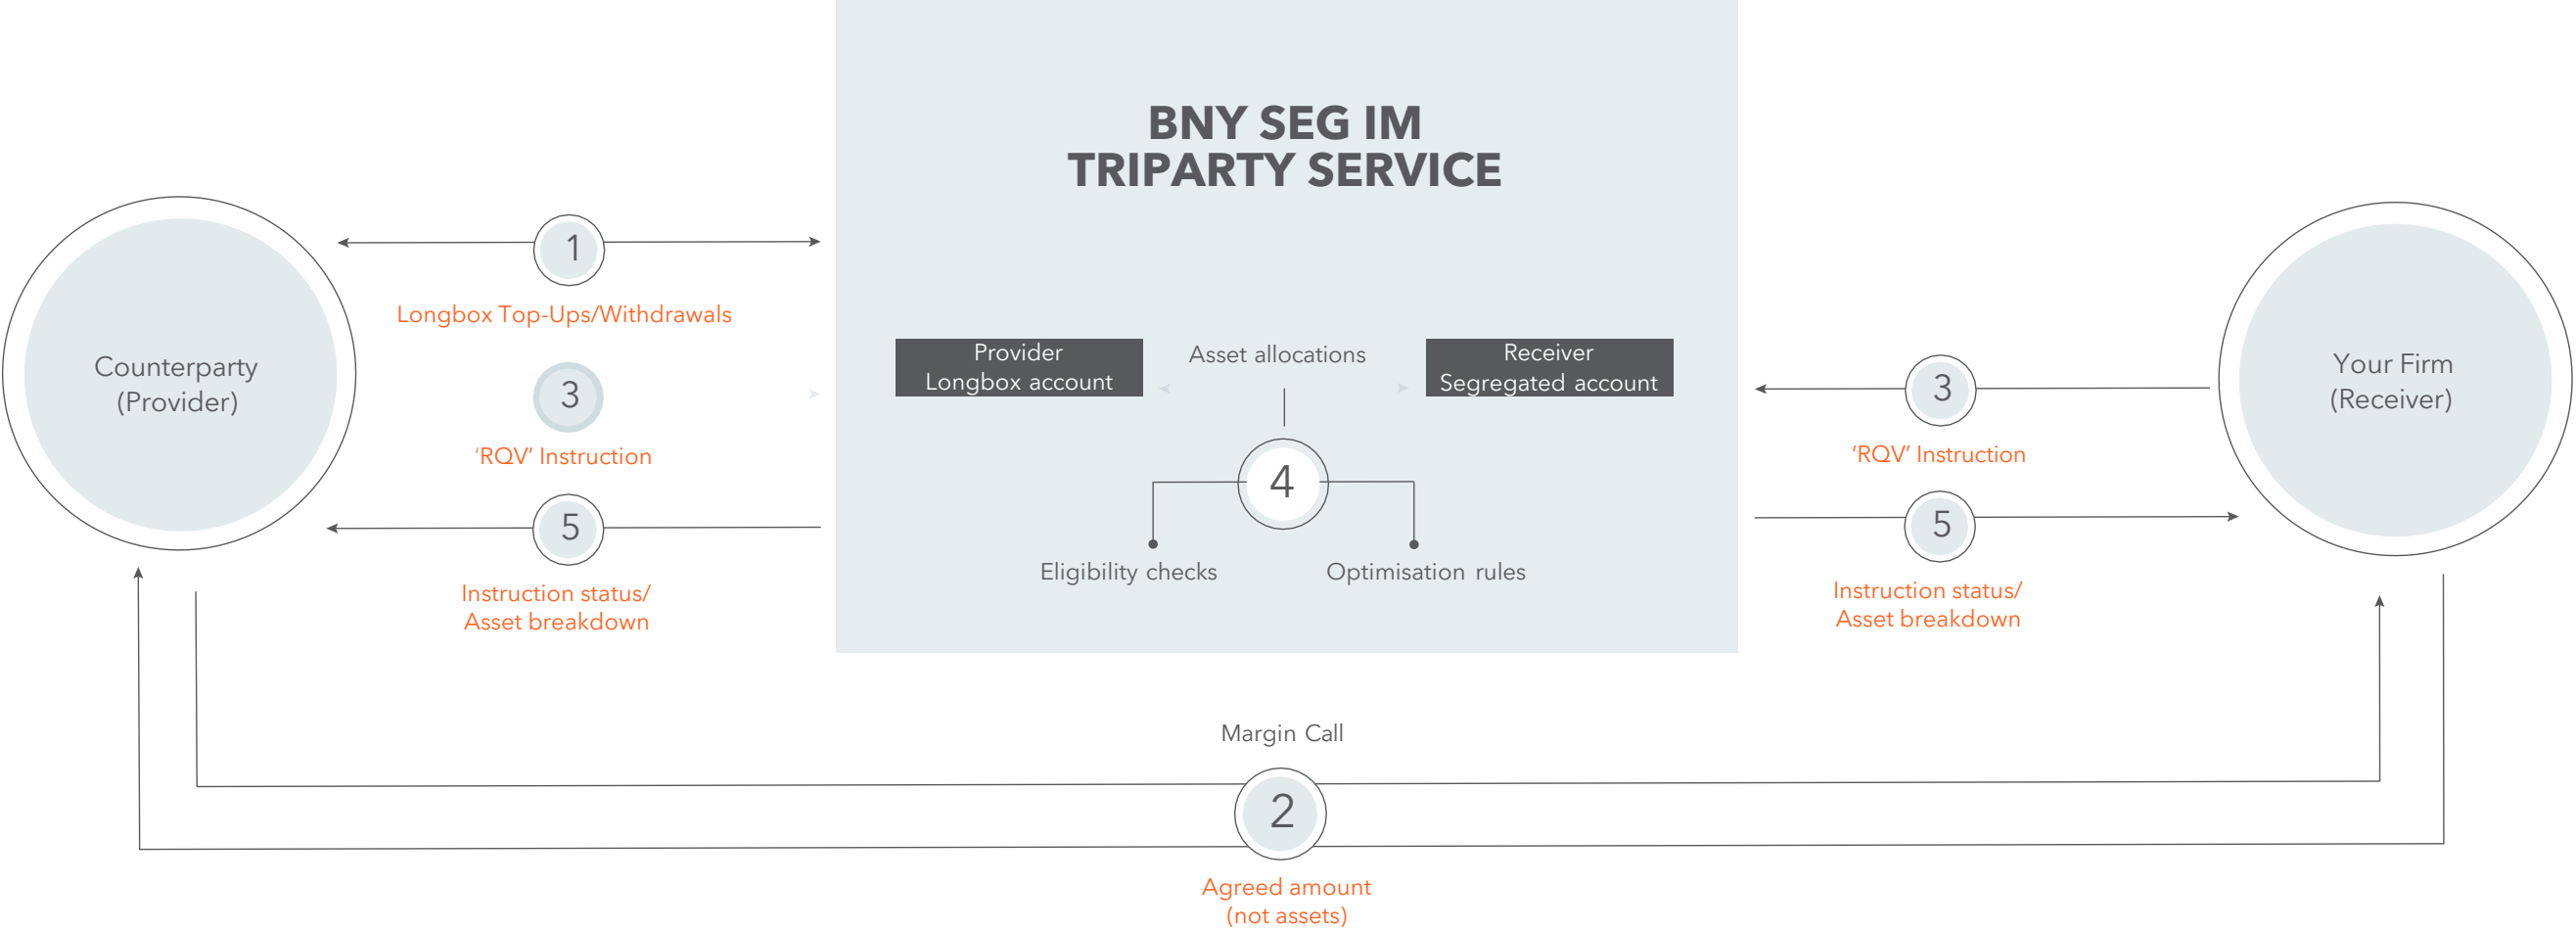 BNY SEG IM
TRIPARTY SERVICE
Counterparty
(Provider)
1
Longbox Top-Ups/Withdrawals
3
‘RQV’ Instruction
5
Instruction status/
Asset breakdown
Provider
Longbox account
Asset allocations
Receiver
Segregated account
4
Eligibility checks
Optimisation rules
3
‘RQV’ Instruction
5
Instruction status/
Asset breakdown
Your Firm
(Receiver)
Margin Call
2
Agreed amount
(not assets)